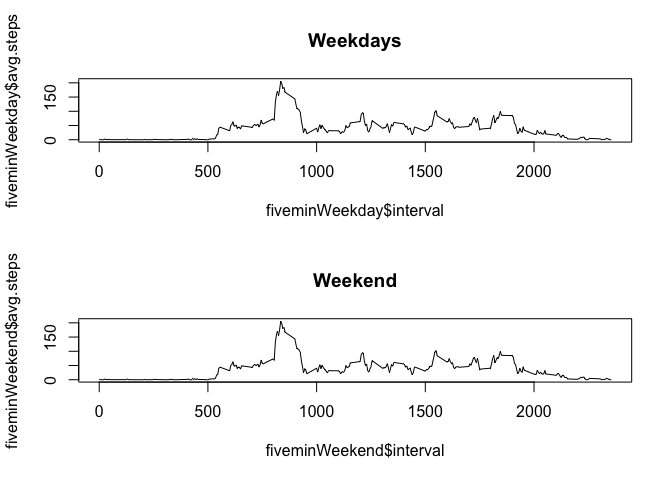 Weekdays
fiveminWeekday$avg.steps
150
0
0 500 1000 1500 2000
fiveminWeekday$interval
Weekend
fiveminWeekend$avg.steps
150
0
0 500 1000 1500 2000
fiveminWeekend$interval